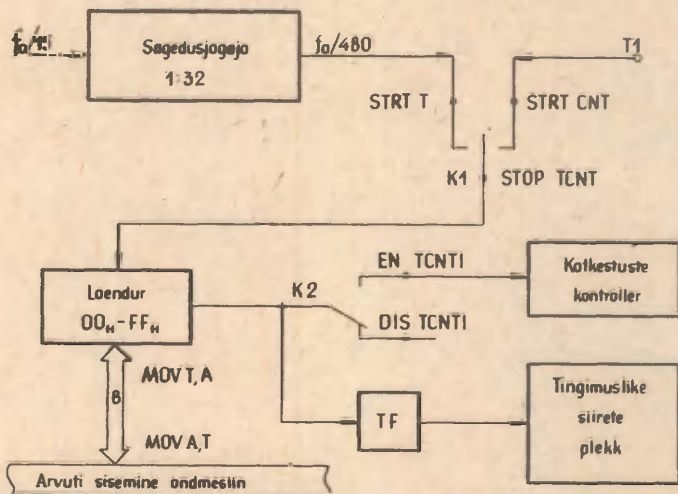 Sagedusjagaja
1:32
fo/480
T1
STRT T
STRT CNT
K1
STOP TCNT
Loendur
00H-FFH
K2
EN TCNTI
DIS TCNTI
Katkestuste
kontroller
MOV T,A
8
MOV A,T
TF
Tingimuslike
siirete
plokk
Arvuti sisemine andmesiin